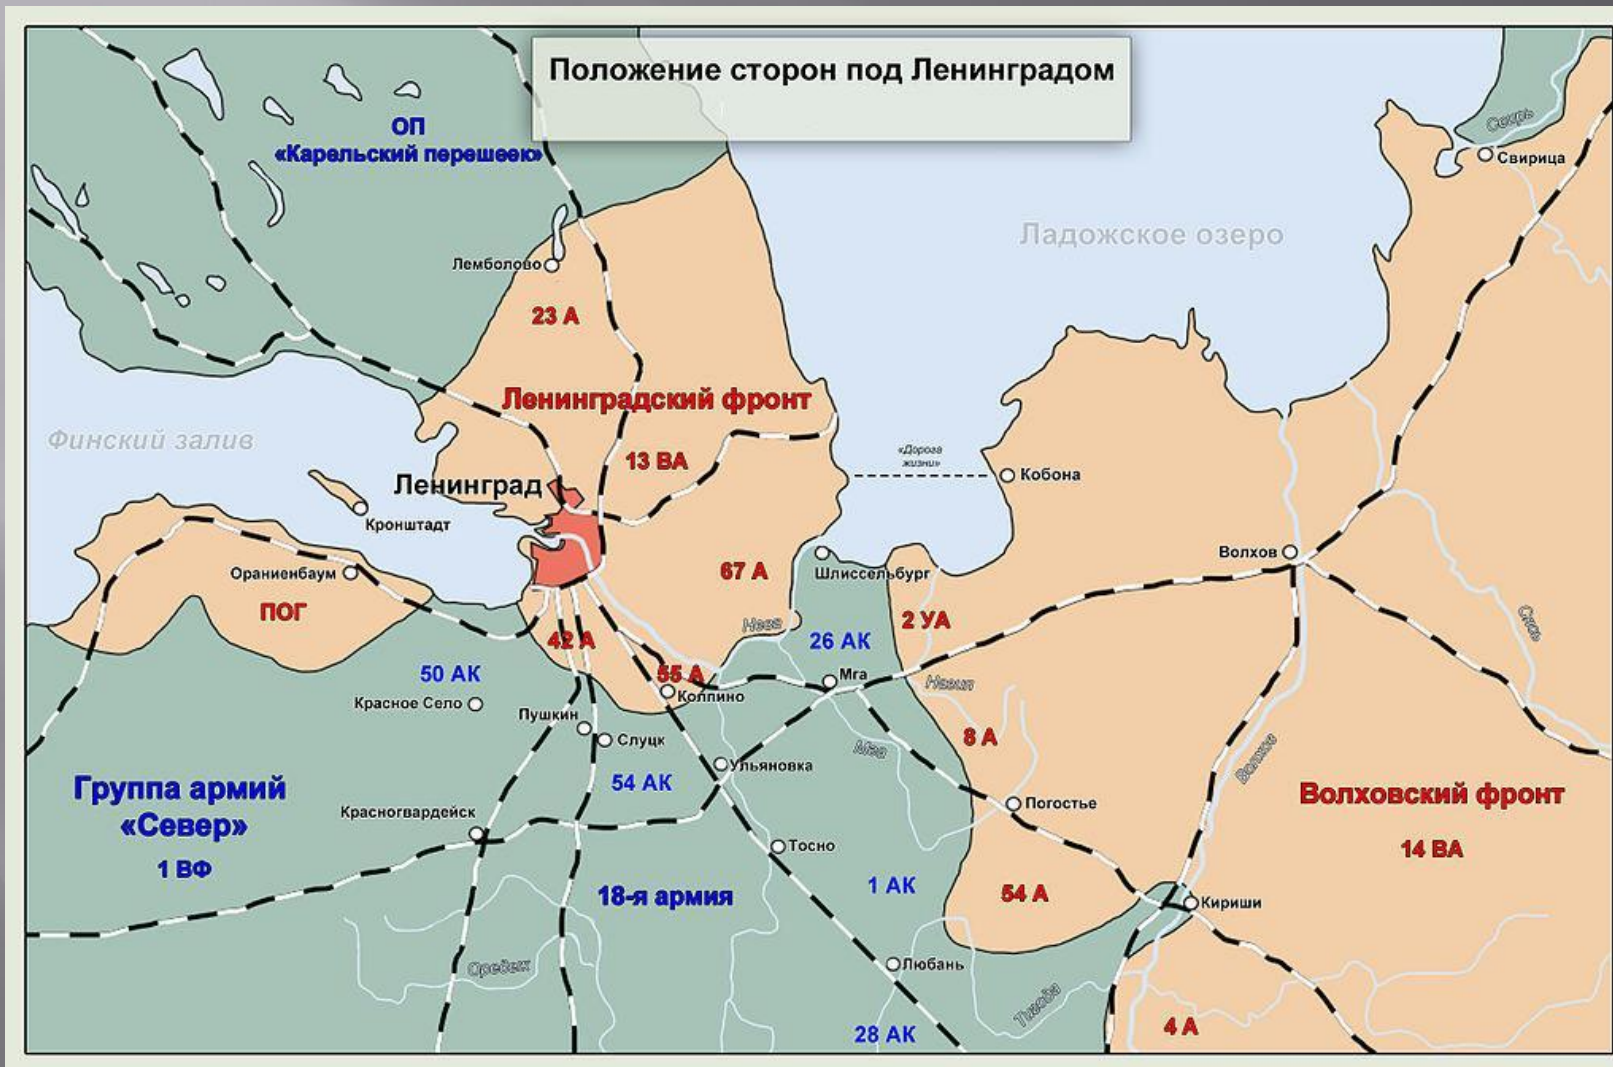 Положение сторон под Ленинградом
ОП
«Карельский перешеек»
Свирь
Свирица
Ладожское озеро
Лемболово
23 А
Ленинградский фронт
Финский залив
13 ВА
«Дорога
жизни»
Кобона
Ленинград
Кронштадт
Волхов
Ораниенбаум
67 А
Шлиссельбург
ПОГ
Нева
2 УА
Сясь
42 А
26 АК
50 АК
55 А
Мга
Назия
Колпино
Красное Село
Пушкин
Слуцк
8 А
Мга
Ульяновка
Волхов
54 АК
Группа армий
«Север»
1 ВФ
Погостье
Волховский фронт
14 ВА
Красногвардейск
Тосно
18-я армия
1 АК
54 А
Кириши
Оредеж
Любань
Тигода
28 АК
4 А